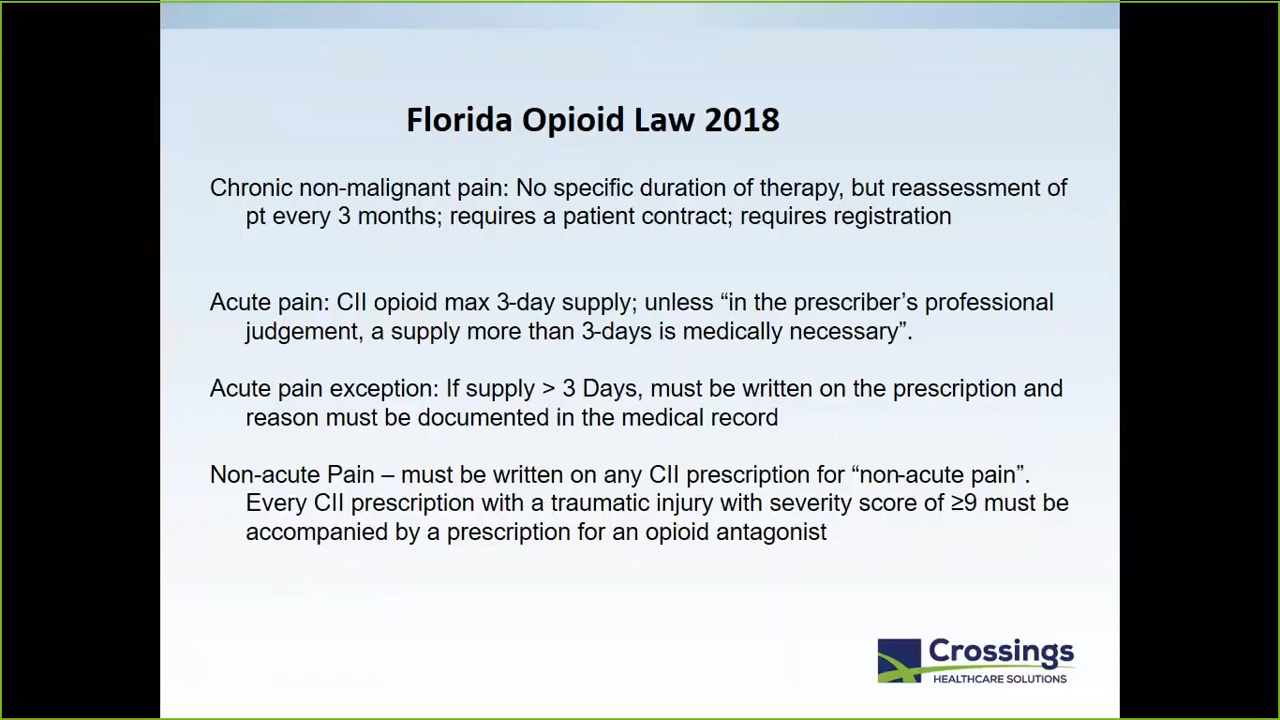 Florida Opioid Law 2018
Chronic non-malignant pain: No specific duration of therapy, but reassessment of
pt every 3 months; requires a patient contract; requires registration
Acute pain: CII opioid max 3-day supply; unless “in the prescriber’s professional
judgement, a supply more than 3-days is medically necessary”.
Acute pain exception: If supply > 3 Days, must be written on the prescription and
reason must be documented in the medical record
Non-acute Pain – must be written on any CII prescription for “non-acute pain”.
Every CII prescription with a traumatic injury with severity score of ≥9 must be
accompanied by a prescription for an opioid antagonist
Crossings
HEALTHCARE SOLUTIONS